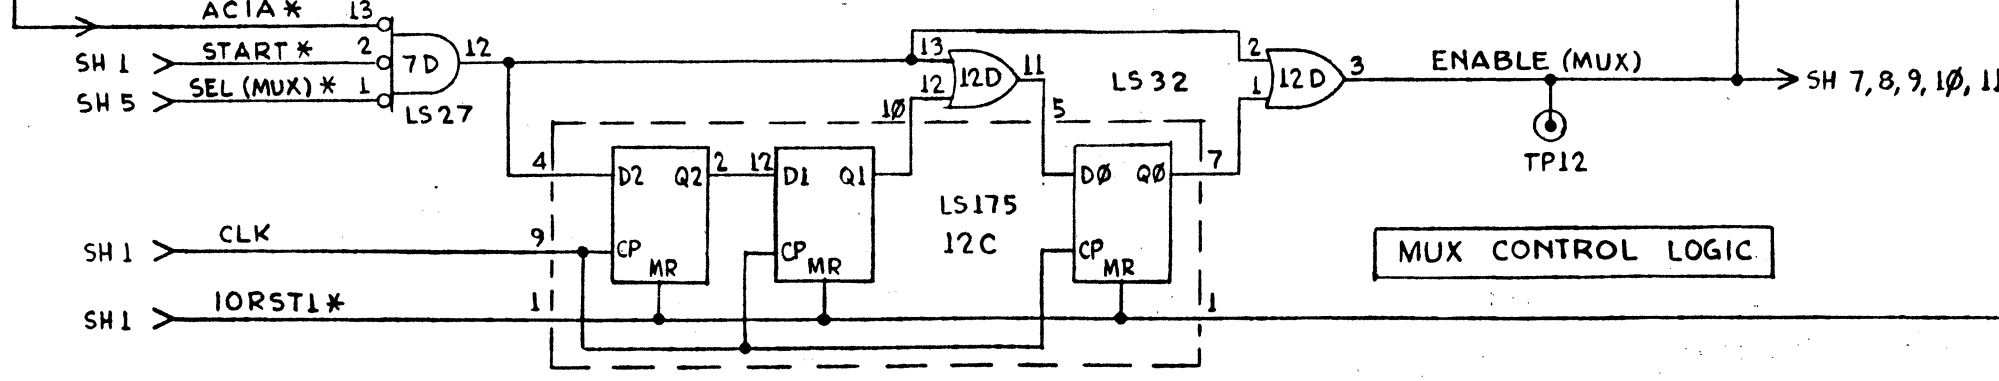 ACIA* 13
SH 1 START* 2
SH 5 SEL (MUX)* 1
7D 12
LS27
13
12
12D 11
LS32
2
1
12D 3
ENABLE (MUX)
SH 7, 8, 9, 1Ø, 11
TP12
1Ø
5
4 D2 Q2 2 12 D1 Q1 DØ QØ 7
LS175
12C
SH 1 CLK 9 CP MR CP MR CP MR
MUX CONTROL LOGIC
SH 1 IORST1* 1 1